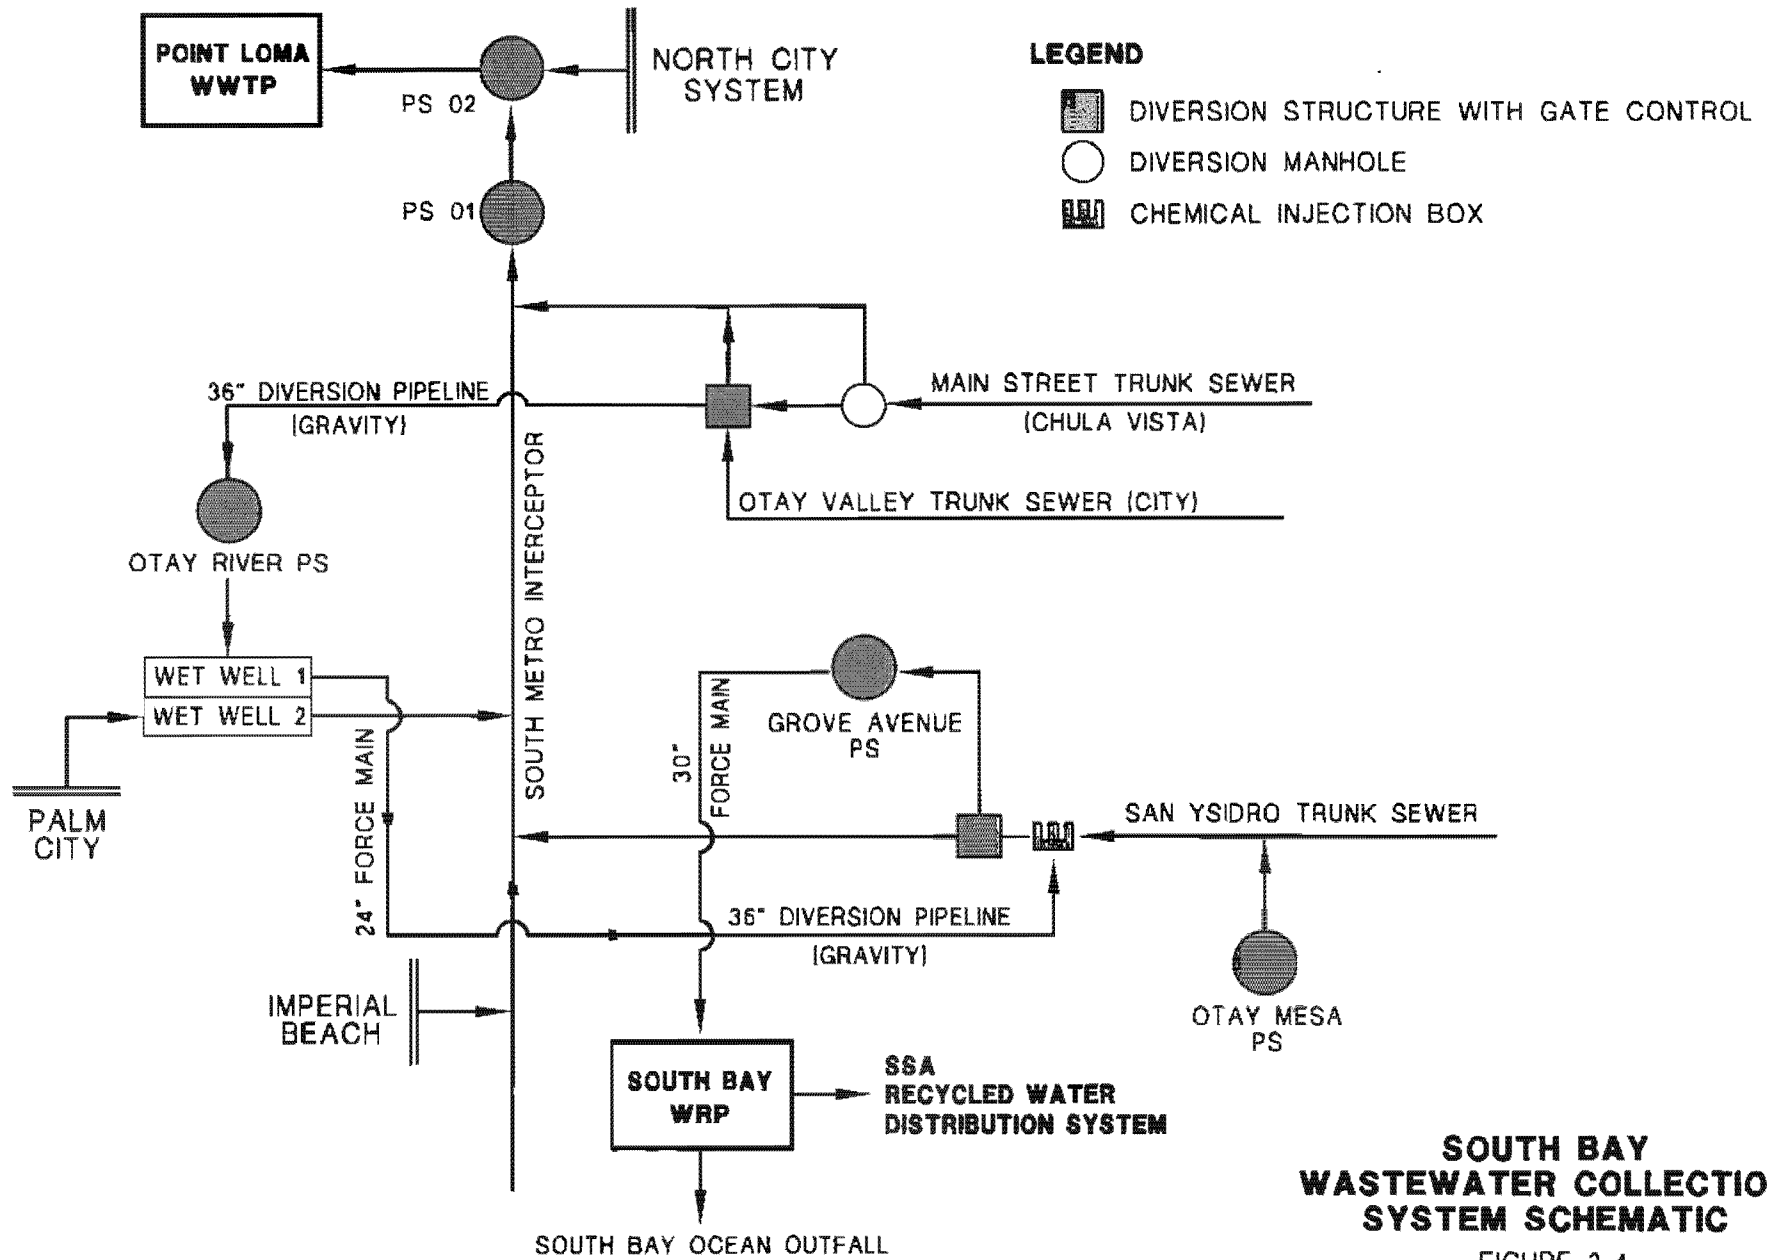 POINT LOMA
WWTP
PS 02
NORTH CITY
SYSTEM
LEGEND
DIVERSION STRUCTURE WITH GATE CONTROL
DIVERSION MANHOLE
CHEMICAL INJECTION BOX
PS 01
36" DIVERSION PIPELINE
(GRAVITY)
MAIN STREET TRUNK SEWER
(CHULA VISTA)
OTAY VALLEY TRUNK SEWER (CITY)
OTAY RIVER PS
SOUTH METRO INTERCEPTOR
WET WELL 1
WET WELL 2
24" FORCE MAIN
PALM
CITY
30"
FORCE MAIN
GROVE AVENUE
PS
SAN YSIDRO TRUNK SEWER
36" DIVERSION PIPELINE
(GRAVITY)
IMPERIAL
BEACH
OTAY MESA
PS
SOUTH BAY
WRP
SSA
RECYCLED WATER
DISTRIBUTION SYSTEM
SOUTH BAY OCEAN OUTFALL
SOUTH BAY
WASTEWATER COLLECTIO
SYSTEM SCHEMATIC